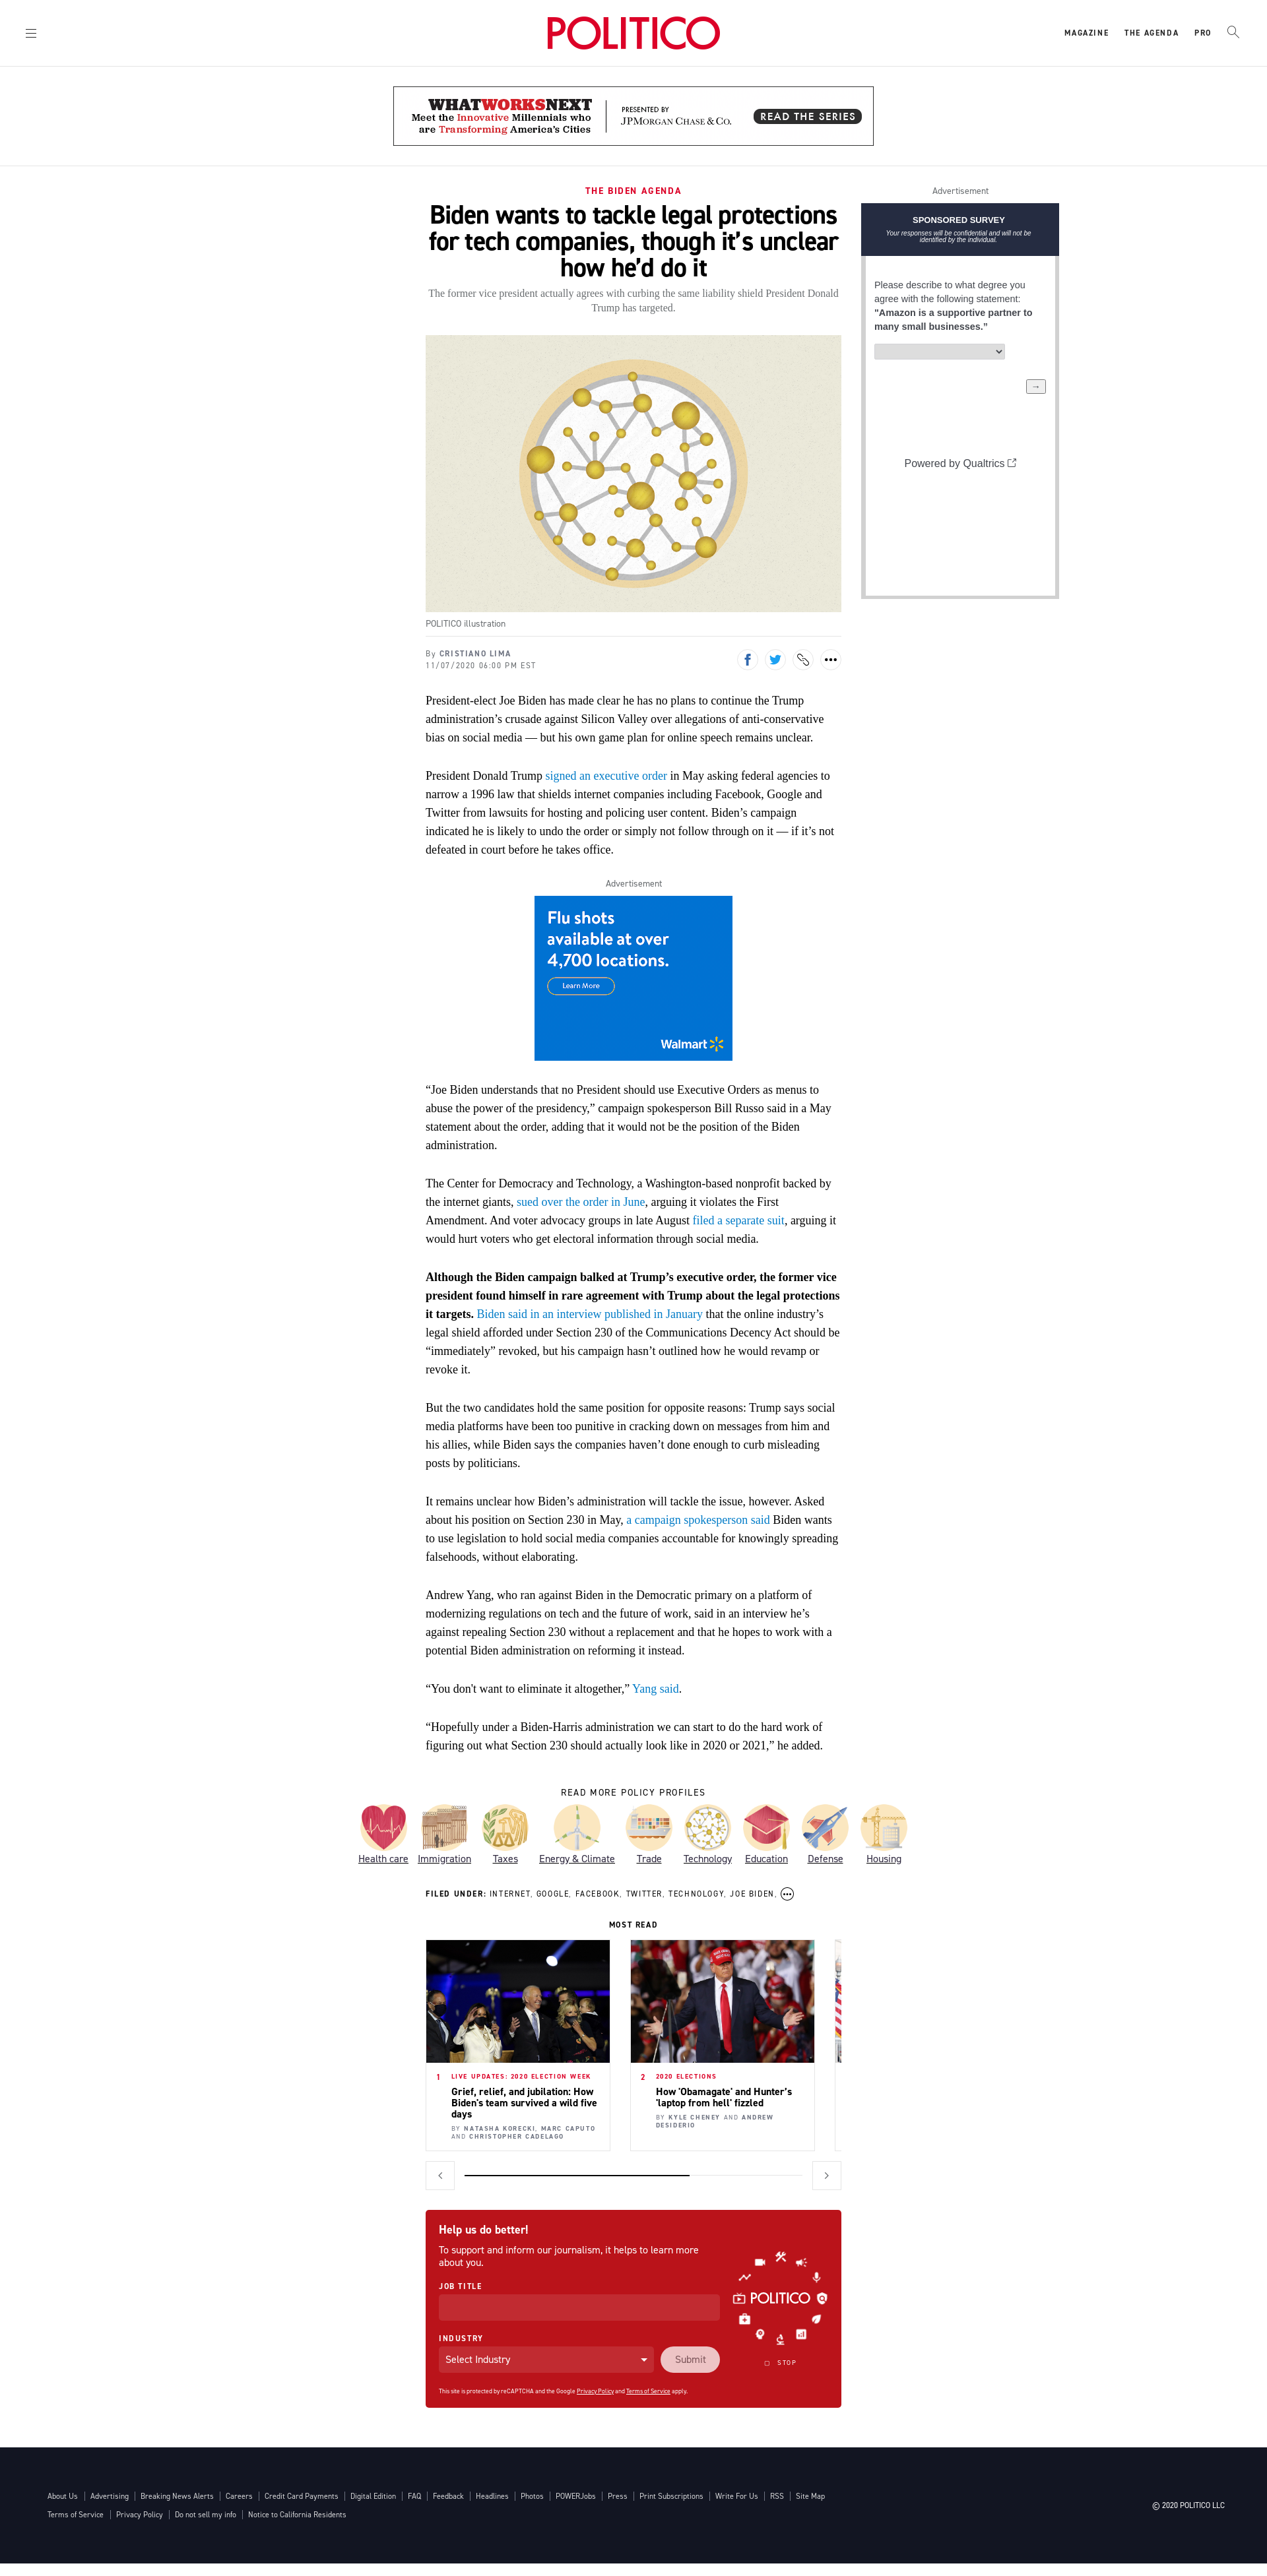 POLITICO
MAGAZINE THE AGENDA PRO
WHATWORKSNEXT
Meet the Innovative Millennials who
are Transforming America's Cities
PRESENTED BY
JPMORGAN CHASE & CO.
READ THE SERIES
THE BIDEN AGENDA
Biden wants to tackle legal protections
for tech companies, though it's unclear
how he'd do it
The former vice president actually agrees with curbing the same liability shield President Donald
Trump has targeted.
Advertisement
SPONSORED SURVEY
Your responses will be confidential and will not be
identified by the individual.
Please describe to what degree you
agree with the following statement:
"Amazon is a supportive partner to
many small businesses."
→
Powered by Qualtrics
POLITICO illustration
By CRISTIANO LIMA
11/07/2020 06:00 PM EST
President-elect Joe Biden has made clear he has no plans to continue the Trump
administration's crusade against Silicon Valley over allegations of anti-conservative
bias on social media — but his own game plan for online speech remains unclear.
President Donald Trump signed an executive order in May asking federal agencies to
narrow a 1996 law that shields internet companies including Facebook, Google and
Twitter from lawsuits for hosting and policing user content. Biden's campaign
indicated he is likely to undo the order or simply not follow through on it — if it's not
defeated in court before he takes office.
Advertisement
Flu shots
available at over
4,700 locations.
Learn More
Walmart
“Joe Biden understands that no President should use Executive Orders as menus to
abuse the power of the presidency,” campaign spokesperson Bill Russo said in a May
statement about the order, adding that it would not be the position of the Biden
administration.
The Center for Democracy and Technology, a Washington-based nonprofit backed by
the internet giants, sued over the order in June, arguing it violates the First
Amendment. And voter advocacy groups in late August filed a separate suit, arguing it
would hurt voters who get electoral information through social media.
Although the Biden campaign balked at Trump's executive order, the former vice
president found himself in rare agreement with Trump about the legal protections
it targets. Biden said in an interview published in January that the online industry's
legal shield afforded under Section 230 of the Communications Decency Act should be
“immediately” revoked, but his campaign hasn't outlined how he would revamp or
revoke it.
But the two candidates hold the same position for opposite reasons: Trump says social
media platforms have been too punitive in cracking down on messages from him and
his allies, while Biden says the companies haven't done enough to curb misleading
posts by politicians.
It remains unclear how Biden's administration will tackle the issue, however. Asked
about his position on Section 230 in May, a campaign spokesperson said Biden wants
to use legislation to hold social media companies accountable for knowingly spreading
falsehoods, without elaborating.
Andrew Yang, who ran against Biden in the Democratic primary on a platform of
modernizing regulations on tech and the future of work, said in an interview he's
against repealing Section 230 without a replacement and that he hopes to work with a
potential Biden administration on reforming it instead.
“You don't want to eliminate it altogether,” Yang said.
“Hopefully under a Biden-Harris administration we can start to do the hard work of
figuring out what Section 230 should actually look like in 2020 or 2021,” he added.
READ MORE POLICY PROFILES
Health care Immigration Taxes Energy & Climate Trade Technology Education Defense Housing
FILED UNDER: INTERNET, GOOGLE, FACEBOOK, TWITTER, TECHNOLOGY, JOE BIDEN,
MOST READ
1 LIVE UPDATES: 2020 ELECTION WEEK
Grief, relief, and jubilation: How
Biden's team survived a wild five
days
BY NATASHA KORECKI, MARC CAPUTO
AND CHRISTOPHER CADELAGO
2 2020 ELECTIONS
How 'Obamagate' and Hunter's
'laptop from hell' fizzled
BY KYLE CHENEY AND ANDREW
DESIDERIO
Help us do better!
To support and inform our journalism, it helps to learn more
about you.
JOB TITLE
INDUSTRY
Select Industry
Submit
POLITICO
STOP
This site is protected by reCAPTCHA and the Google Privacy Policy and Terms of Service apply.
About Us | Advertising | Breaking News Alerts | Careers | Credit Card Payments | Digital Edition | FAQ | Feedback | Headlines | Photos | POWERJobs | Press | Print Subscriptions | Write For Us | RSS | Site Map
Terms of Service | Privacy Policy | Do not sell my info | Notice to California Residents
© 2020 POLITICO LLC